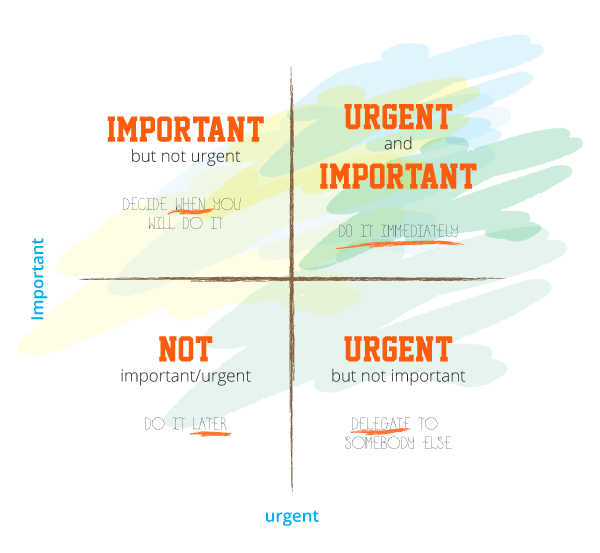 IMPORTANT
but not urgent
DECIDE WHEN YOU
WILL DO IT
URGENT
and
IMPORTANT
DO IT IMMEDIATELY
Important
NOT
important/urgent
DO IT LATER
URGENT
but not important
DELEGATE TO
SOMEBODY ELSE
urgent